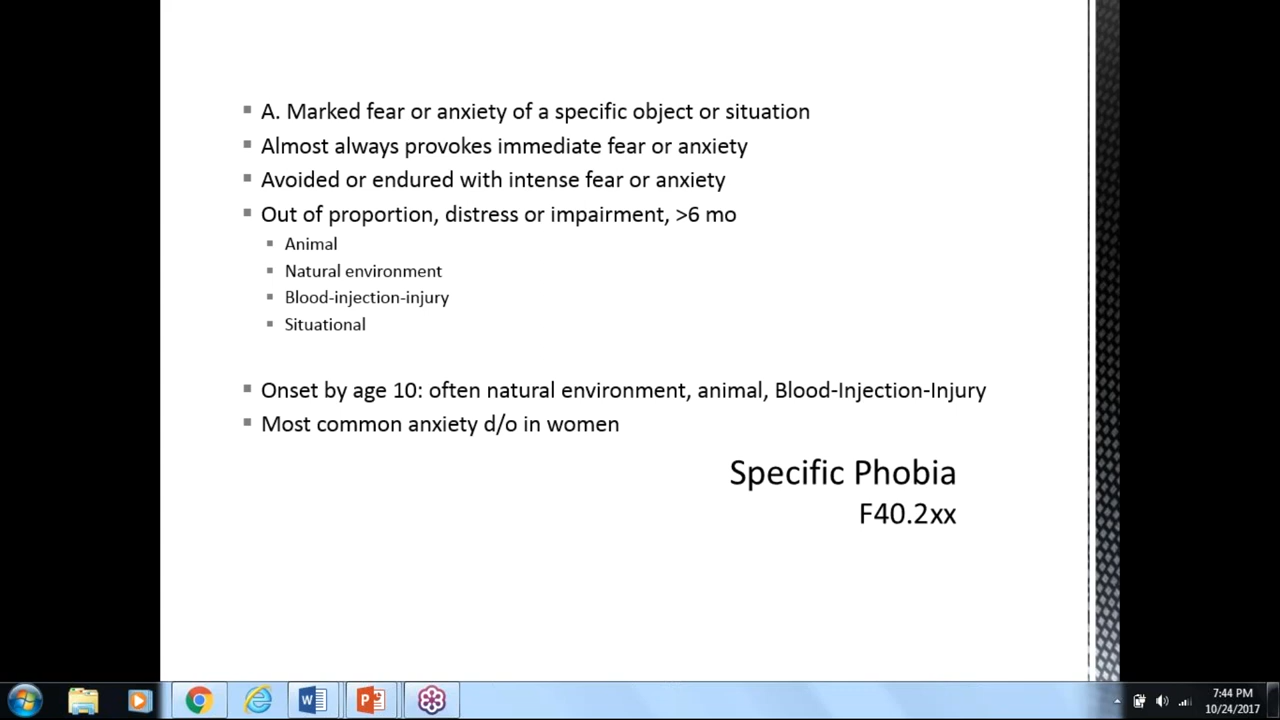 A. Marked fear or anxiety of a specific object or situation
Almost always provokes immediate fear or anxiety
Avoided or endured with intense fear or anxiety
Out of proportion, distress or impairment, >6 mo
Animal
Natural environment
Blood-injection-injury
Situational
Onset by age 10: often natural environment, animal, Blood-Injection-Injury
Most common anxiety d/o in women
Specific Phobia
F40.2xx
7:44 PM
10/24/2017